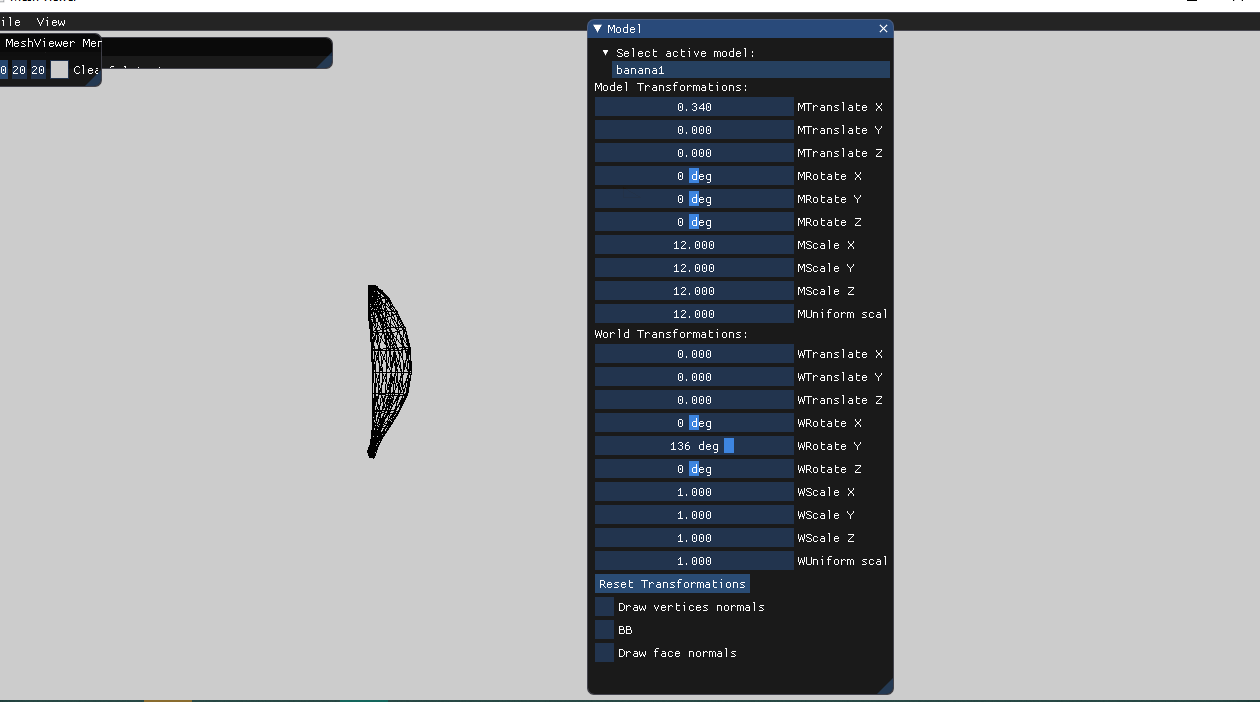 ile View
MeshViewer Mer
0 20 20 Clea
Model
Select active model:
banana1
Model Transformations:
0.340 MTranslate X
0.000 MTranslate Y
0.000 MTranslate Z
0 deg MRotate X
0 deg MRotate Y
0 deg MRotate Z
12.000 MScale X
12.000 MScale Y
12.000 MScale Z
12.000 MUniform scal
World Transformations:
0.000 WTranslate X
0.000 WTranslate Y
0.000 WTranslate Z
0 deg WRotate X
136 deg WRotate Y
0 deg WRotate Z
1.000 WScale X
1.000 WScale Y
1.000 WScale Z
1.000 WUniform scal
Reset Transformations
Draw vertices normals
BB
Draw face normals